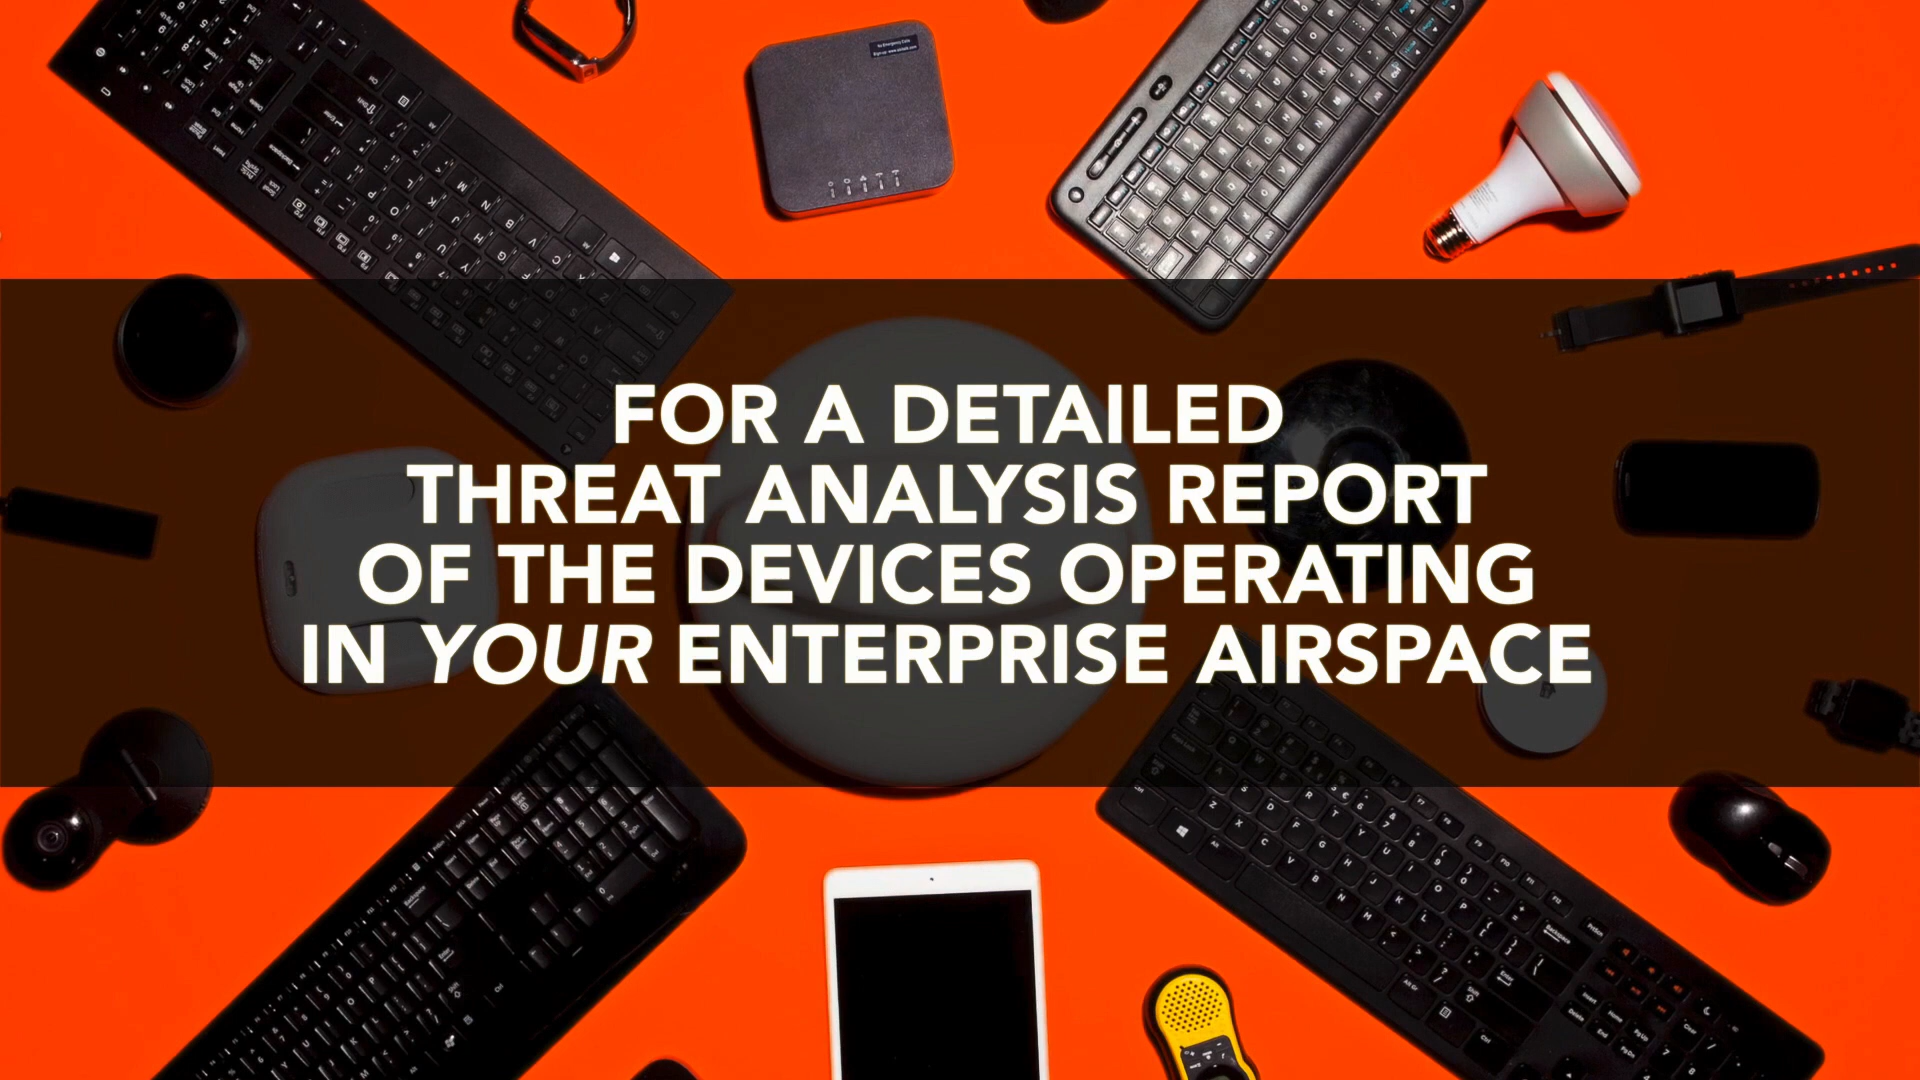 FOR A DETAILED
THREAT ANALYSIS REPORT
OF THE DEVICES OPERATING
IN YOUR ENTERPRISE AIRSPACE